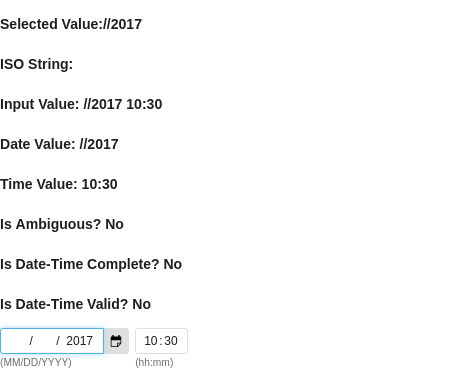 Selected Value://2017
ISO String:
Input Value: //2017 10:30
Date Value: //2017
Time Value: 10:30
Is Ambiguous? No
Is Date-Time Complete? No
Is Date-Time Valid? No
/ / 2017 10:30
(MM/DD/YYYY) (hh:mm)